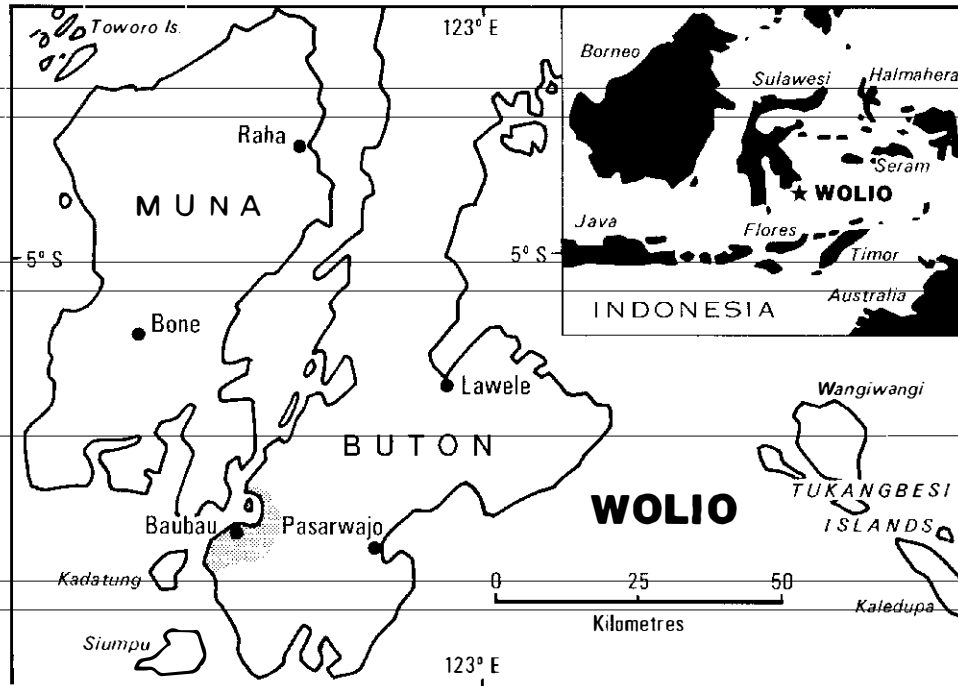 Toworo Is.
123° E
Borneo
Sulawesi
Halmahera
Raha
Seram
MUNA
WOLIO
Java
Flores
5° S
5° S
Timor
Australia
INDONESIA
Bone
Lawele
Wangiwangi
BUTON
TUKANGBESI
ISLANDS
WOLIO
Baubau
Pasarwajo
Kadatung
0 25 50
Kilometres
Kaledupa
Siumpu
123° E